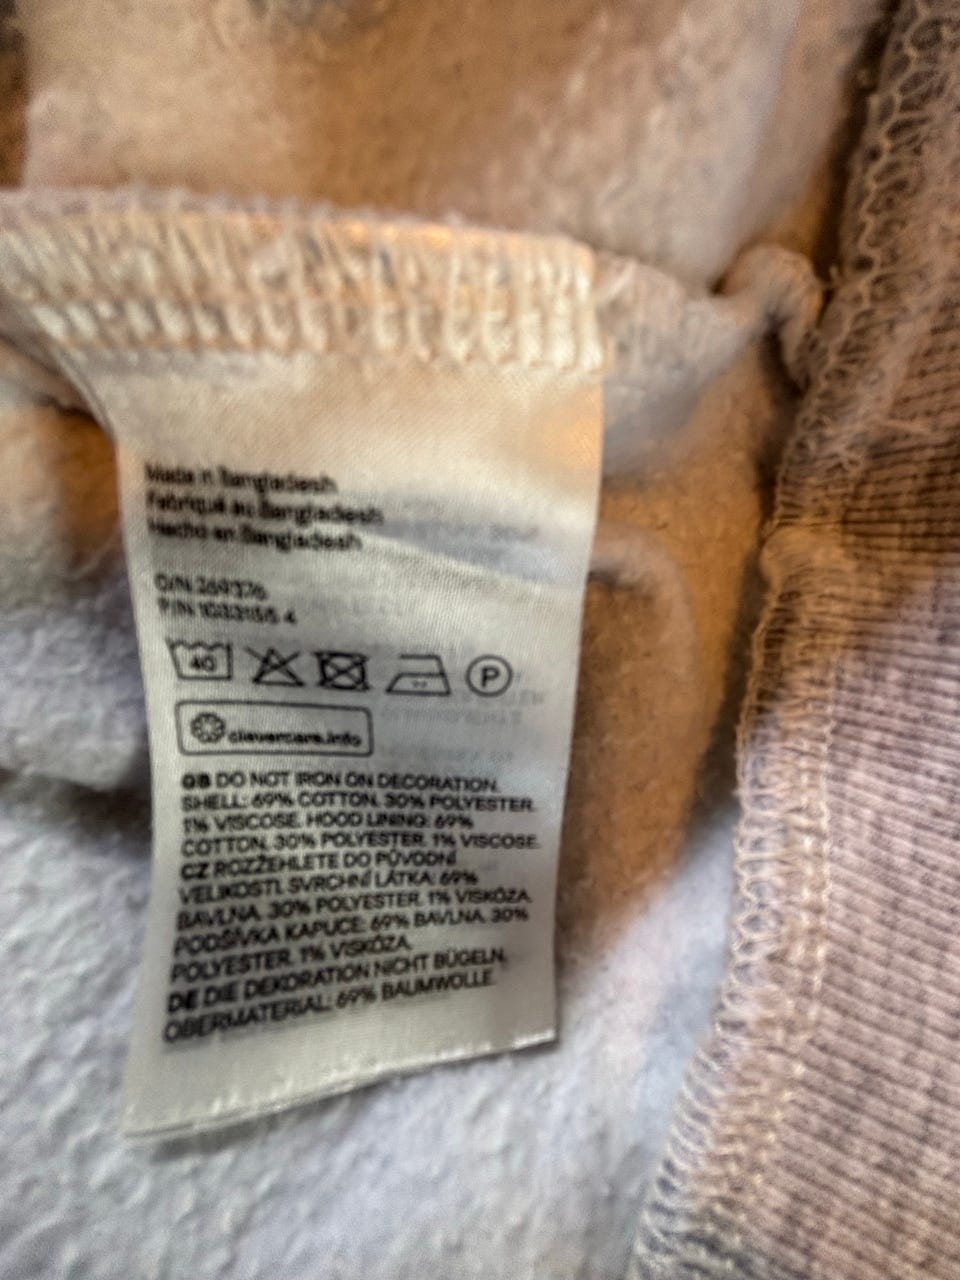 Made in Bangladesh
Fabriqué au Bangladesh
Hecho en Bangladesh
O/N
P/N
40
P
clevercare.info
GB DO NOT IRON ON DECORATION.
SHELL: 69% COTTON. 30% POLYESTER.
1% VISCOSE. HOOD LINING: 69%
COTTON. 30% POLYESTER. 1% VISCOSE.
CZ ROZŽEHLETE DO PŮVODNÍ
VELIKOSTI. SVRCHNÍ LÁTKA: 69%
BAVLNA. 30% POLYESTER. 1% VISKÓZA.
PODŠÍVKA KAPUCE: 69% BAVLNA. 30%
POLYESTER. 1% VISKÓZA.
DE DIE DEKORATION NICHT BÜGELN.
OBERMATERIAL: 69% BAUMWOLLE.